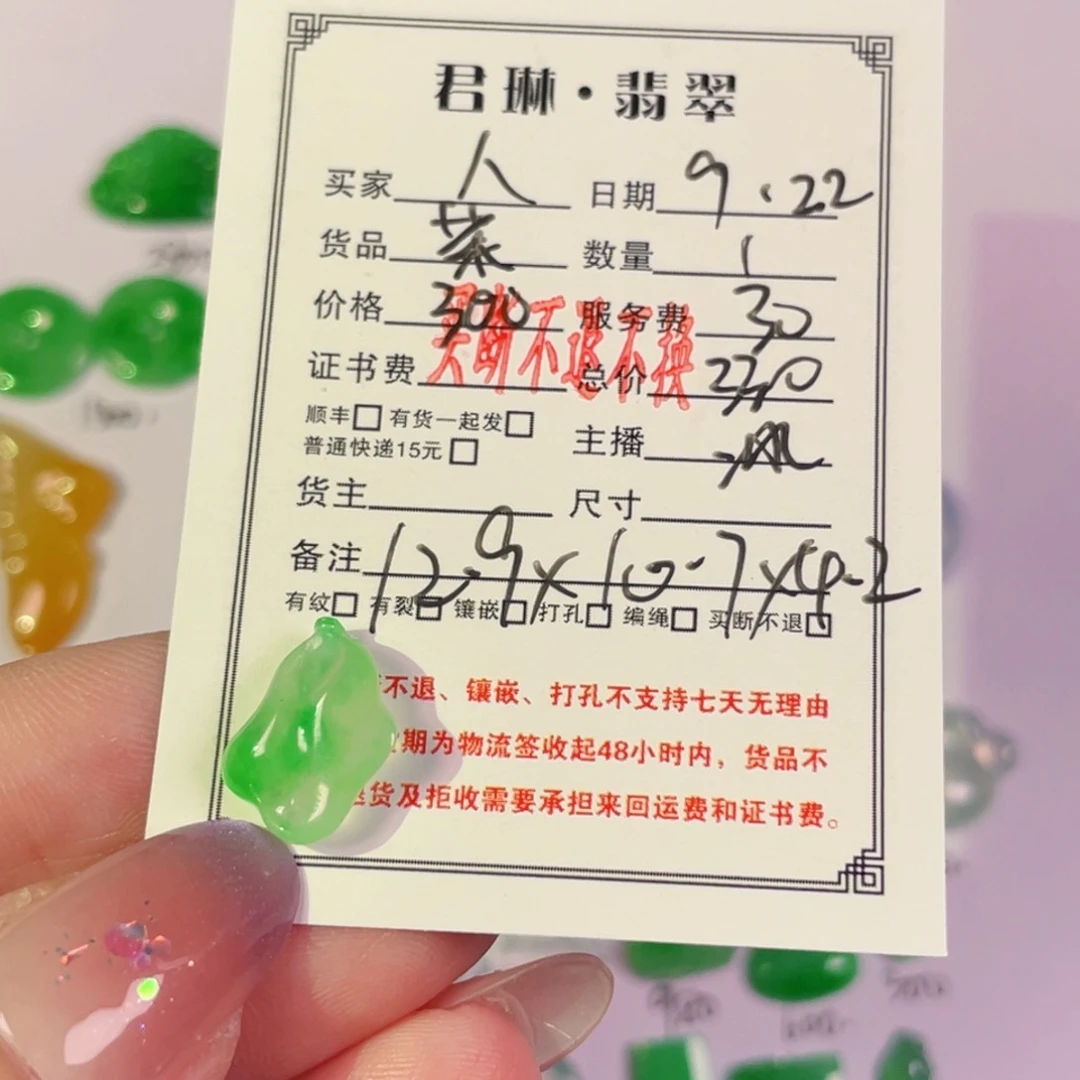 君琳·翡翠
买家 人 日期 9.22
货品 菜 数量 1
价格 300 服务费 30
买断不退不换
证书费 总价
顺丰□ 有货一起发□
普通快递15元□ 主播
货主 尺寸
备注 12.9×10.7×4.2
有纹□ 有裂□ 镶嵌□ 打孔□ 编绳□ 买断不退□
不退、镶嵌、打孔不支持七天无理由
期为物流签收起48小时内，货品不
退货及拒收需要承担来回运费和证书费。